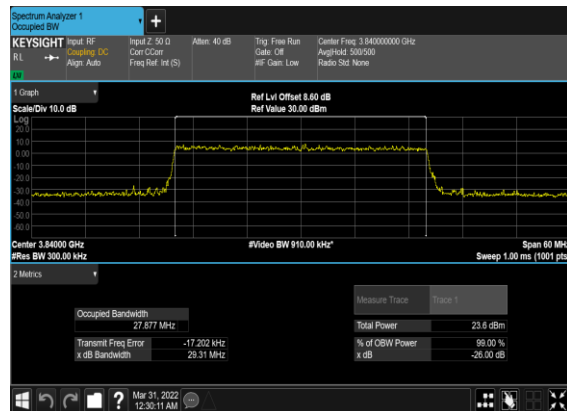 Spectrum Analyzer 1
Occupied BW
+
KEYSIGHT Input: RF Input Z: 50 Ω Atten: 40 dB Trig: Free Run Center Freq: 3.840000000 GHz
RL Coupling: DC Corr CCorr Gate: Off Avg|Hold: 500/500
Align: Auto Freq Ref: Int (S) #IF Gain: Low Radio Std: None
LV
1 Graph
Ref Lvl Offset 8.60 dB
Scale/Div 10.0 dB Ref Value 30.00 dBm
Log
20.0
10.0
0.00
-10.0
-20.0
-30.0
-40.0
-50.0
-60.0
Center 3.84000 GHz #Video BW 910.00 kHz* Span 60 MHz
#Res BW 300.00 kHz Sweep 1.00 ms (1001 pts
2 Metrics
Measure Trace Trace 1
Occupied Bandwidth
27.877 MHz Total Power 23.6 dBm
Transmit Freq Error -17.202 kHz % of OBW Power 99.00 %
x dB Bandwidth 29.31 MHz x dB -26.00 dB
? Mar 31, 2022
12:30:11 AM